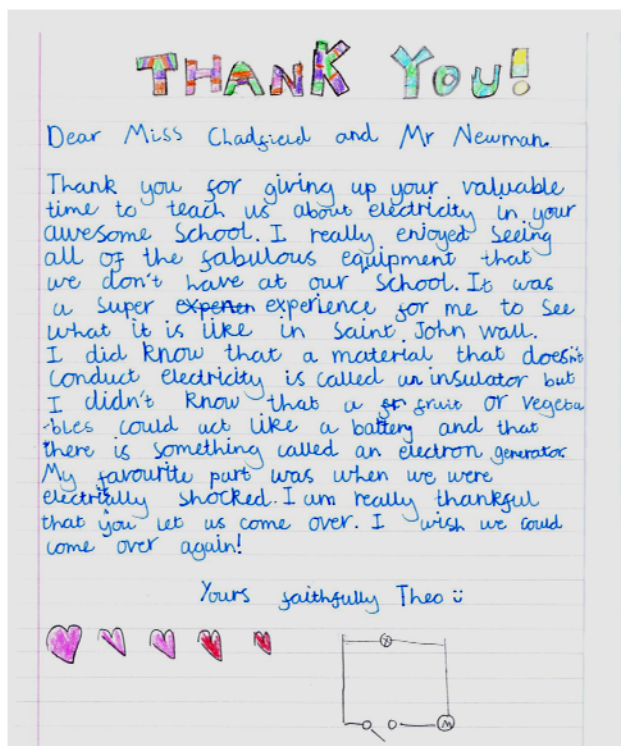 THANK YOU!
Dear Miss Chadfield and Mr Newman.
Thank you for giving up your valuable
time to teach us about electricity in your
awesome School. I really enjoyed seeing
all of the fabulous equipment that
we don't have at our School. It was
a super experien experience for me to see
what it is like in Saint John Wall.
I did know that a material that doesn't
conduct electricity is called an insulator but
I didn't know that a fruit or vegeta
-bles could act like a battery and that
there is something called an electron generator.
My favourite part was when we were
electrically shocked. I am really thankful
that you let us come over. I wish we could
come over again!
Yours faithfully Theo
M